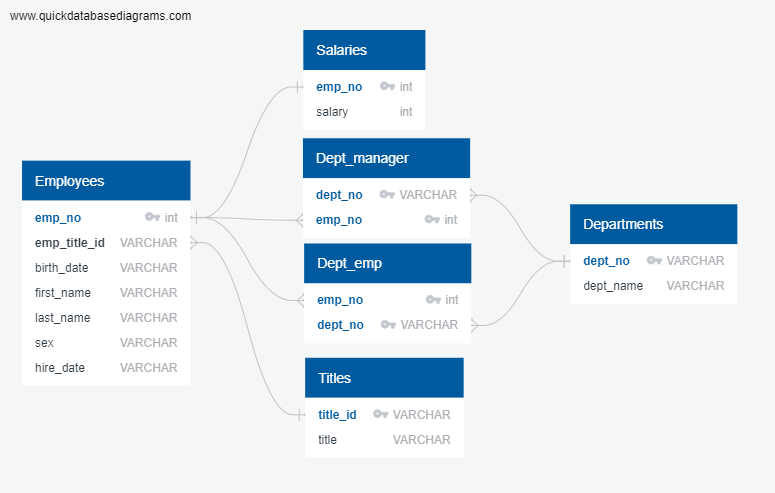 www.quickdatabasediagrams.com
Salaries
emp_no int
salary int
Dept_manager
dept_no VARCHAR
emp_no int
Employees
emp_no int
emp_title_id VARCHAR
birth_date VARCHAR
first_name VARCHAR
last_name VARCHAR
sex VARCHAR
hire_date VARCHAR
Dept_emp
emp_no int
dept_no VARCHAR
Departments
dept_no VARCHAR
dept_name VARCHAR
Titles
title_id VARCHAR
title VARCHAR